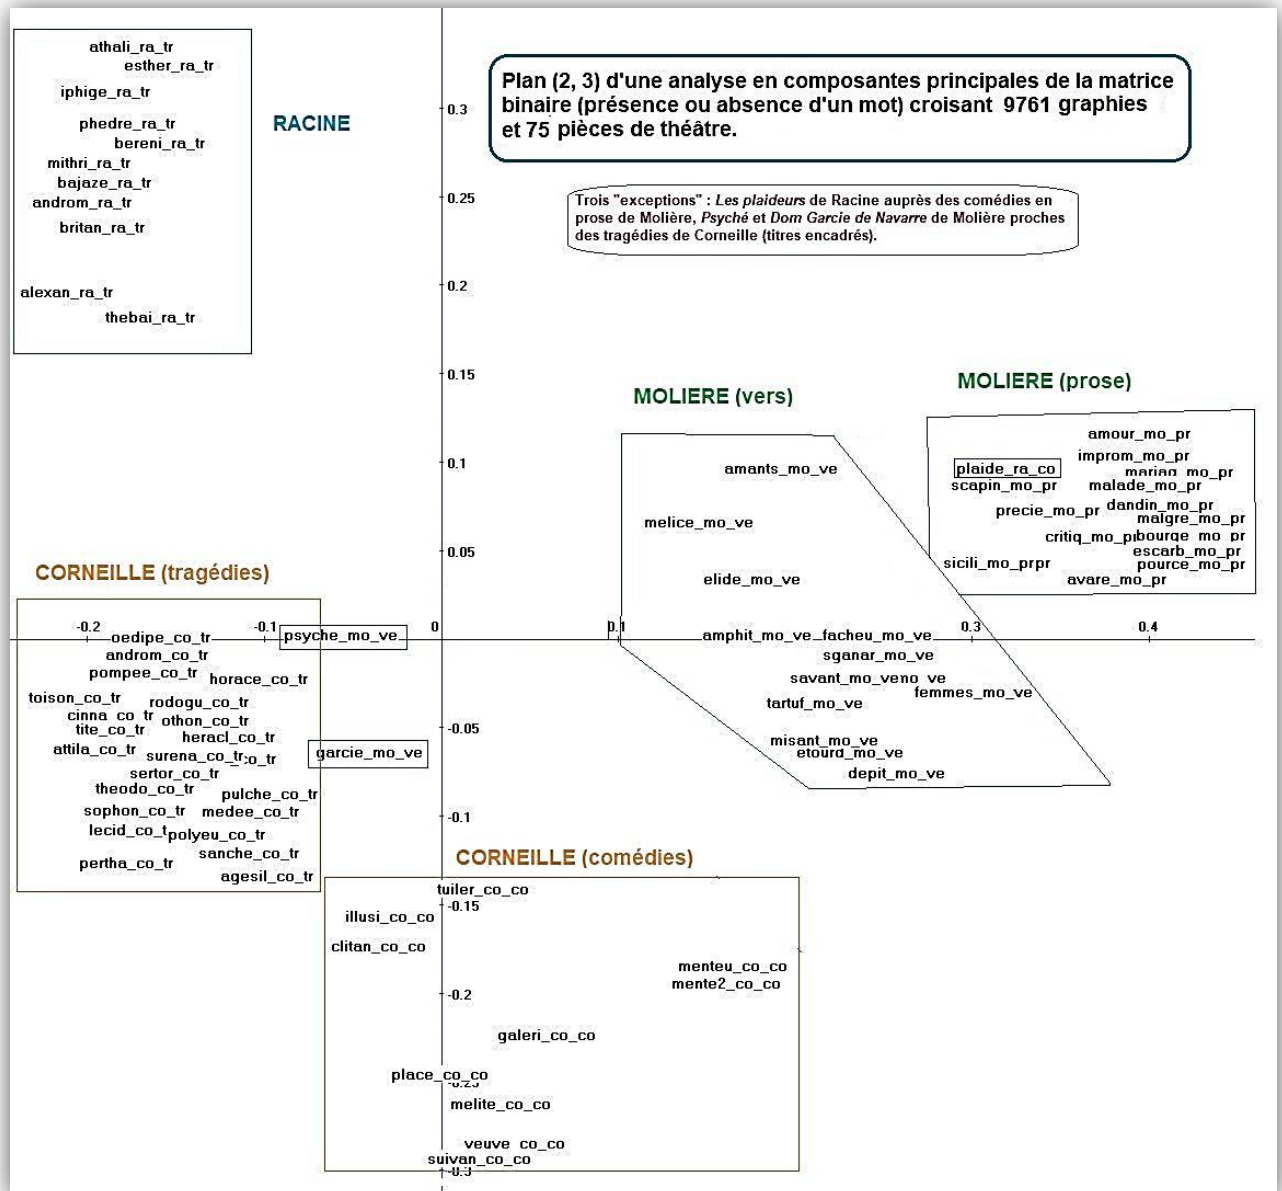 athali_ra_tr
esther_ra_tr
iphige_ra_tr
phedre_ra_tr
bereni_ra_tr
mithri_ra_tr
bajaze_ra_tr
androm_ra_tr
britan_ra_tr
alexan_ra_tr
thebai_ra_tr
RACINE
Plan (2, 3) d'une analyse en composantes principales de la matrice
binaire (présence ou absence d'un mot) croisant 9761 graphies
et 75 pièces de théâtre.
Trois "exceptions" : Les plaideurs de Racine auprès des comédies en
prose de Molière, Psyché et Dom Garcie de Navarre de Molière proches
des tragédies de Corneille (titres encadrés).
0.3
0.25
0.2
0.15
0.1
0.05
MOLIERE (vers)
amants_mo_ve
melice_mo_ve
elide_mo_ve
amphit_mo_ve facheu_mo_ve
sganar_mo_ve
savant_mo_ve
femmes_mo_ve
tartuf_mo_ve
misant_mo_ve
etourd_mo_ve
depit_mo_ve
MOLIERE (prose)
amour_mo_pr
improm_mo_pr
plaide_ra_co
mariag_mo_pr
scapin_mo_pr
malade_mo_pr
dandin_mo_pr
precie_mo_pr
malgre_mo_pr
critiq_mo_pr
bourge_mo_pr
escarb_mo_pr
sicili_mo_prpr
pource_mo_pr
avare_mo_pr
CORNEILLE (tragédies)
-0.2 -0.1 0 0.1 0.3 0.4
oedipe_co_tr
psyche_mo_ve
androm_co_tr
pompee_co_tr
horace_co_tr
toison_co_tr
rodogu_co_tr
cinna_co_tr
othon_co_tr
tite_co_tr
heracl_co_tr
attila_co_tr
surena_co_tr
garcie_mo_ve
sertor_co_tr
theodo_co_tr
pulche_co_tr
sophon_co_tr
medee_co_tr
lecid_co_t
polyeu_co_tr
sanche_co_tr
pertha_co_tr
agesil_co_tr
-0.05
-0.1
-0.15
-0.2
CORNEILLE (comédies)
tuiler_co_co
illusi_co_co
clitan_co_co
menteu_co_co
mente2_co_co
galeri_co_co
place_co_co
melite_co_co
veuve_co_co
suivan_co_co